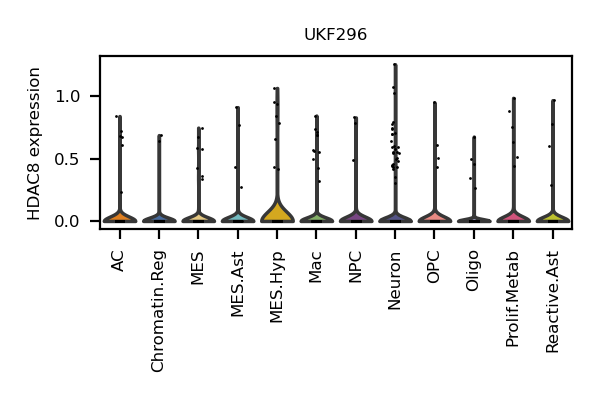 UKF296
HDAC8 expression
1.0
0.5
0.0
AC
Chromatin.Reg
MES
MES.Ast
MES.Hyp
Mac
NPC
Neuron
OPC
Oligo
Prolif.Metab
Reactive.Ast